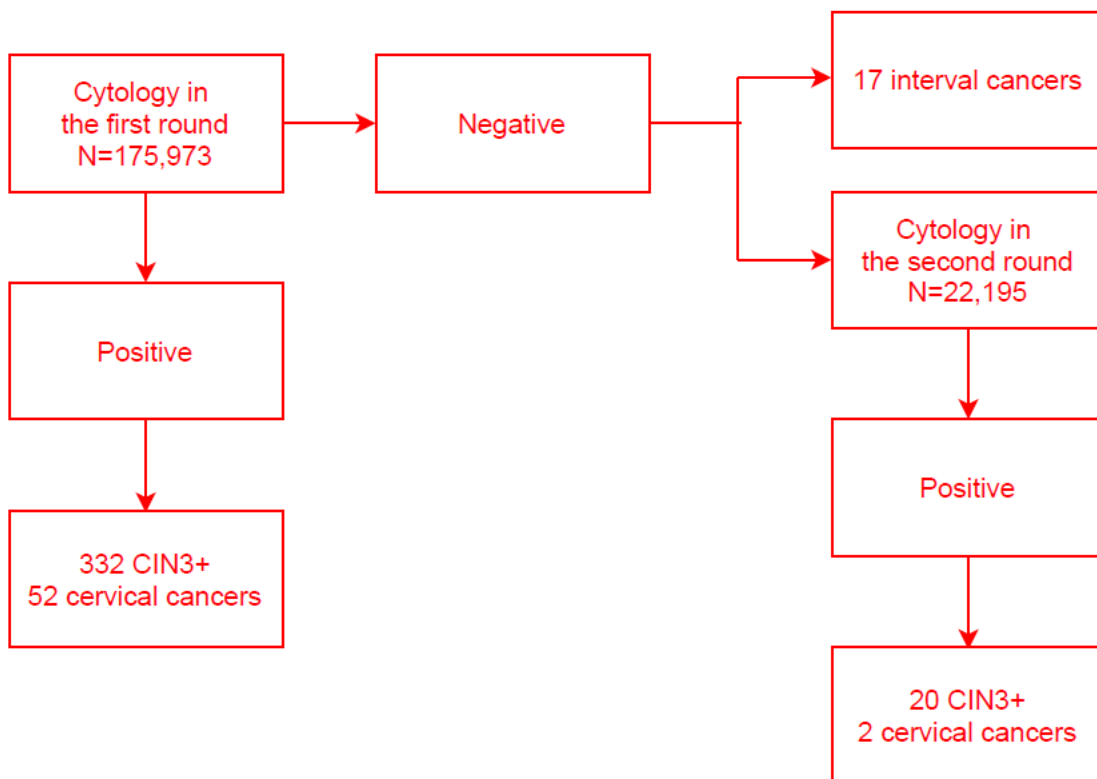 Cytology in
the first round
N=175,973
Negative
17 interval cancers
Cytology in
the second round
N=22,195
Positive
Positive
332 CIN3+
52 cervical cancers
20 CIN3+
2 cervical cancers